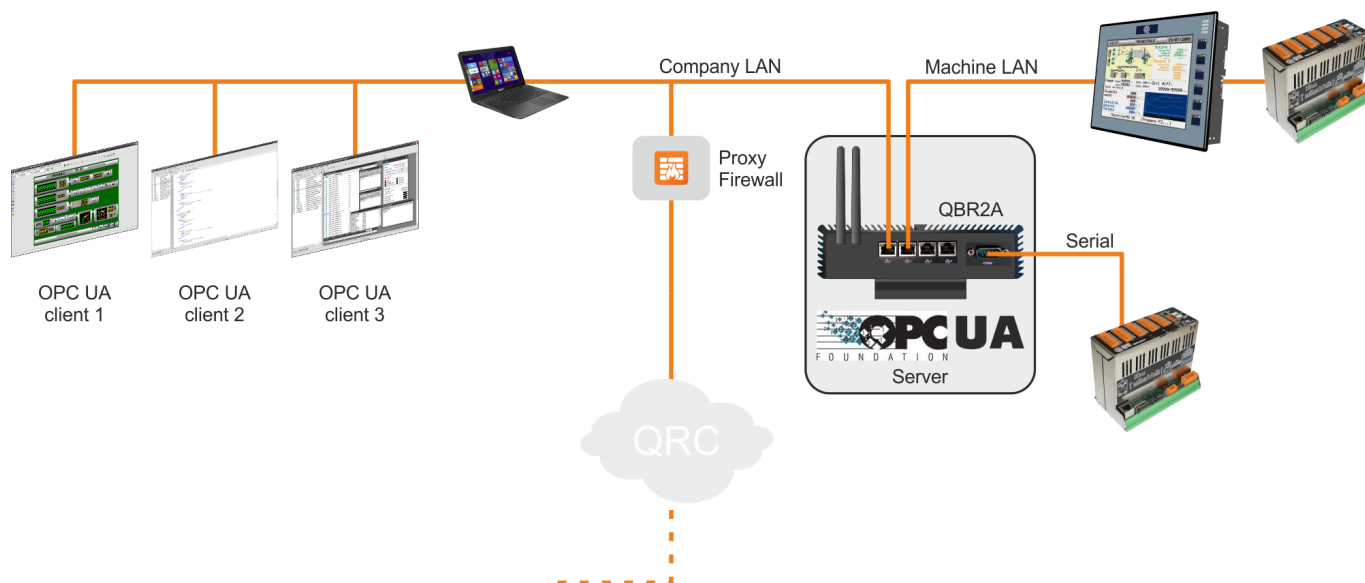 Company LAN
Machine LAN
Proxy
Firewall
QBR2A
Serial
OPC UA
client 1
OPC UA
client 2
OPC UA
client 3
OPC UA
FOUNDATION
Server
QRC